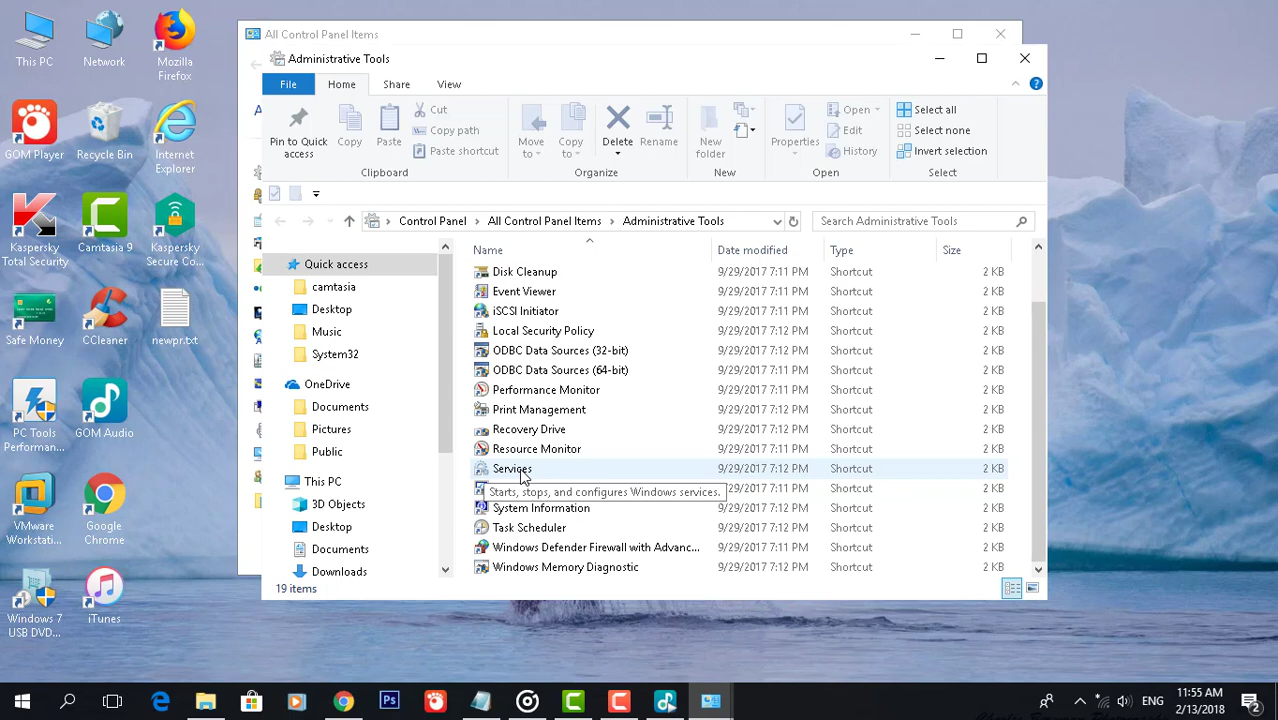 This PC
Network
Mozilla
Firefox
GOM Player
Recycle Bin
Internet
Explorer
Kaspersky
Total Security
Camtasia 9
Kaspersky
Secure Co...
Safe Money
CCleaner
newpr.txt
PC Tools
Performan...
GOM Audio
VMware
Workstati...
Google
Chrome
Windows 7
USB DVD...
iTunes
All Control Panel Items
Administrative Tools
File
Home
Share
View
Pin to Quick
access
Copy
Paste
Cut
Copy path
Paste shortcut
Clipboard
Move
to
Copy
to
Delete
Rename
Organize
New
folder
New
Properties
Open
Edit
History
Open
Select all
Select none
Invert selection
Select
Control Panel
All Control Panel Items
Administrative Tools
Search Administrative Tools
Quick access
camtasia
Desktop
Music
System32
OneDrive
Documents
Pictures
Public
This PC
3D Objects
Desktop
Documents
Downloads
Name Date modified Type Size
Disk Cleanup 9/29/2017 7:11 PM Shortcut 2 KB
Event Viewer 9/29/2017 7:11 PM Shortcut 2 KB
iSCSI Initiator 9/29/2017 7:11 PM Shortcut 2 KB
Local Security Policy 9/29/2017 7:12 PM Shortcut 2 KB
ODBC Data Sources (32-bit) 9/29/2017 7:11 PM Shortcut 2 KB
ODBC Data Sources (64-bit) 9/29/2017 7:12 PM Shortcut 2 KB
Performance Monitor 9/29/2017 7:11 PM Shortcut 2 KB
Print Management 9/29/2017 7:12 PM Shortcut 2 KB
Recovery Drive 9/29/2017 7:12 PM Shortcut 2 KB
Resource Monitor 9/29/2017 7:11 PM Shortcut 2 KB
Services 9/29/2017 7:12 PM Shortcut 2 KB
Starts, stops, and configures Windows services.
9/29/2017 7:11 PM Shortcut 2 KB
System Information 9/29/2017 7:12 PM Shortcut 2 KB
Task Scheduler 9/29/2017 7:11 PM Shortcut 2 KB
Windows Defender Firewall with Advanc... 9/29/2017 7:11 PM Shortcut 2 KB
Windows Memory Diagnostic 9/29/2017 7:12 PM Shortcut 2 KB
19 items
Ps
ENG
11:55 AM
2/13/2018
2